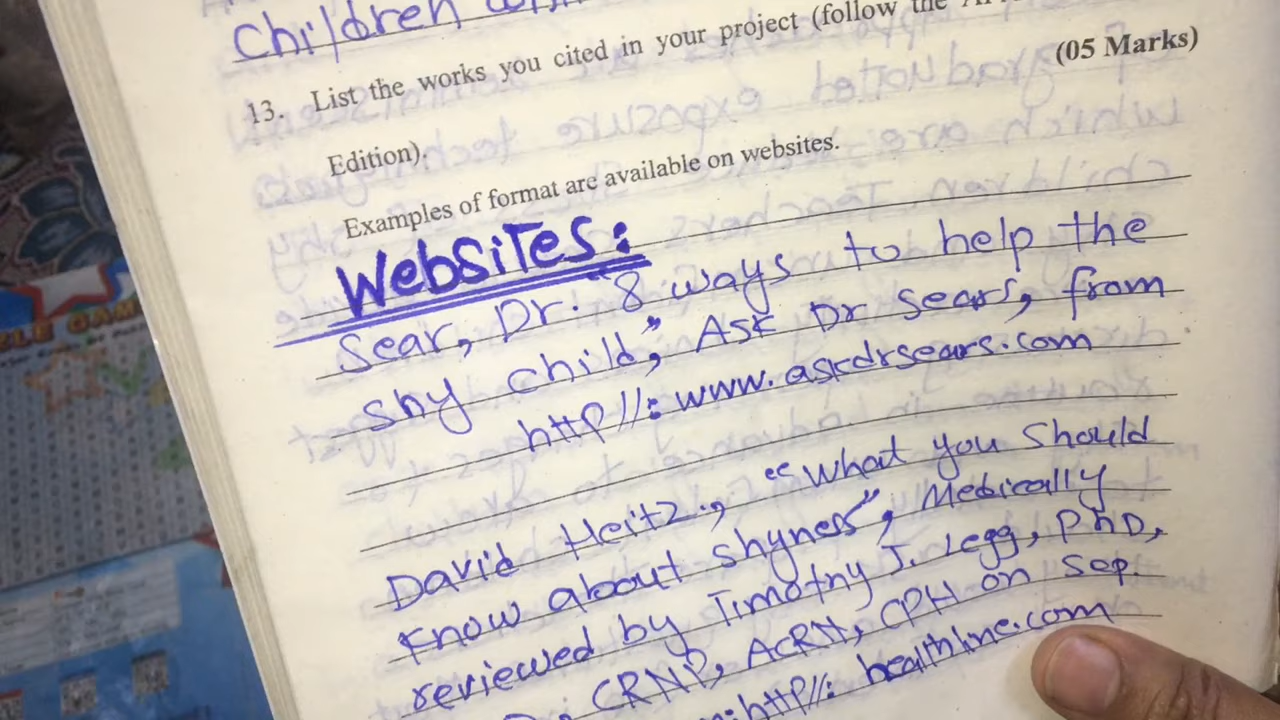 Children
13. List the works you cited in your project (follow the
(05 Marks)
Edition).
Examples of format are available on websites.
Websites:
Sear, Dr. "8 ways to help the
shy child", Ask Dr sears, from
http//: www.askdrsears.com
David Heitz., "What you should
know about shyness", Medically
reviewed by Timothy J. Legg, PhD,
CRNP, ACRN, CPH on Sep.
:http//: healthline.com